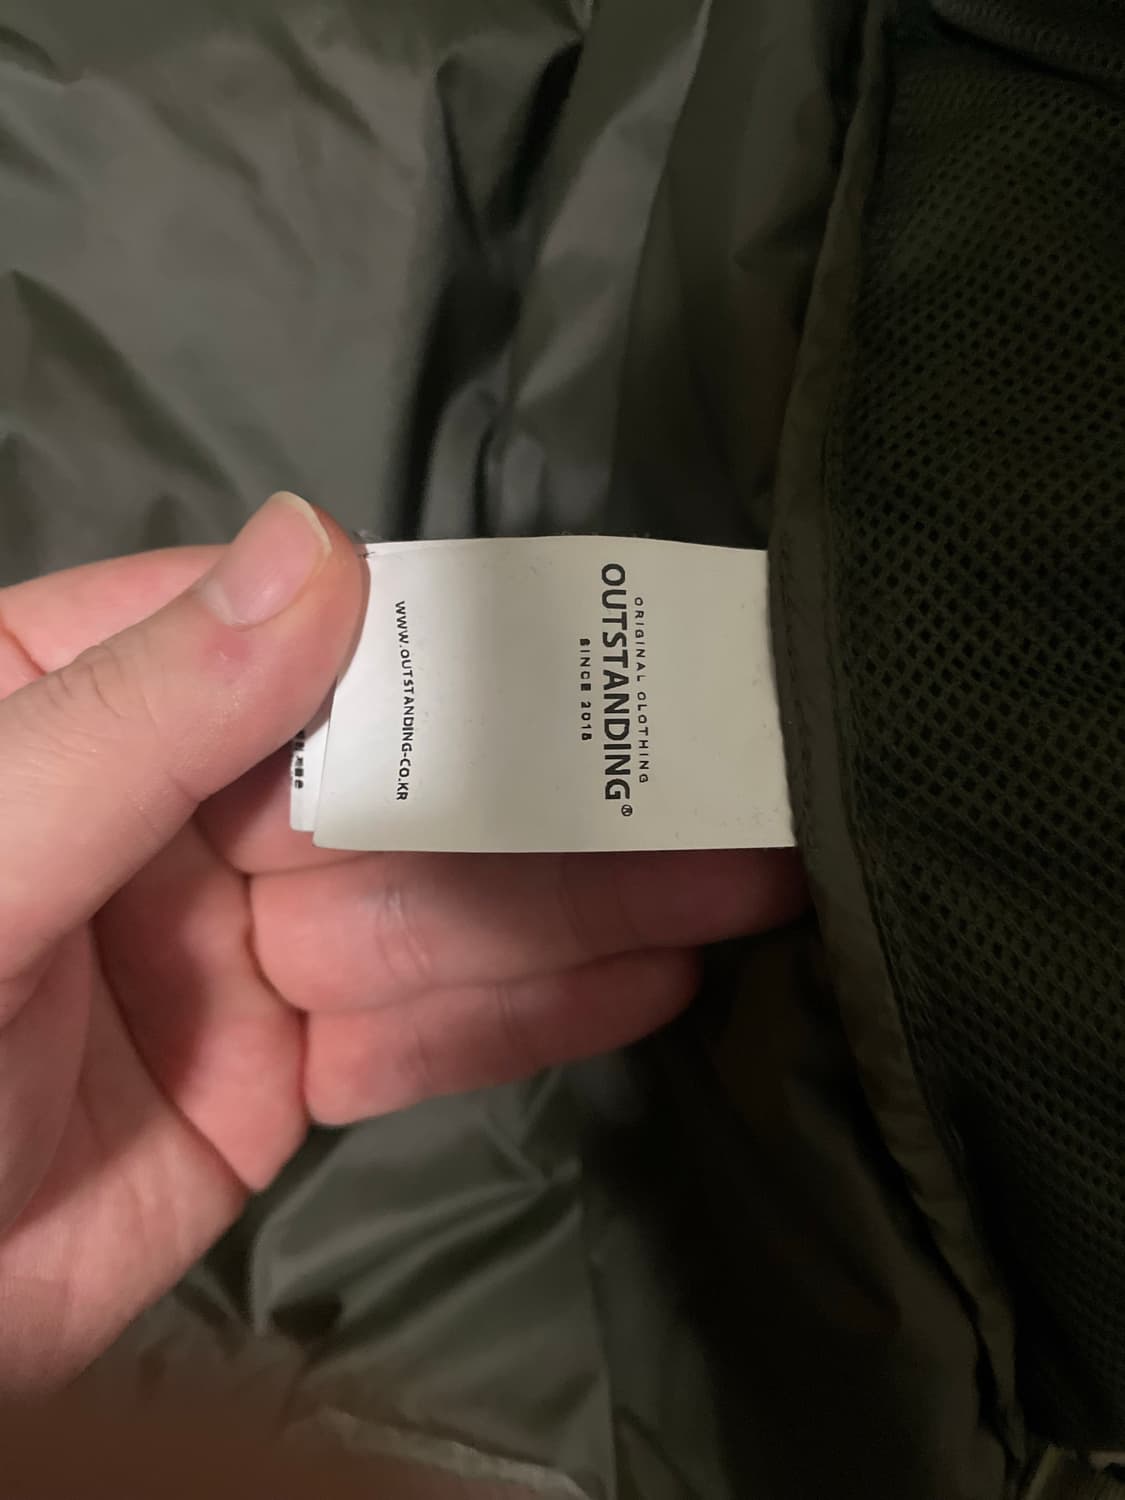 ORIGINAL CLOTHING
OUTSTANDING®
SINCE 2018
WWW.OUTSTANDING-CO.KR